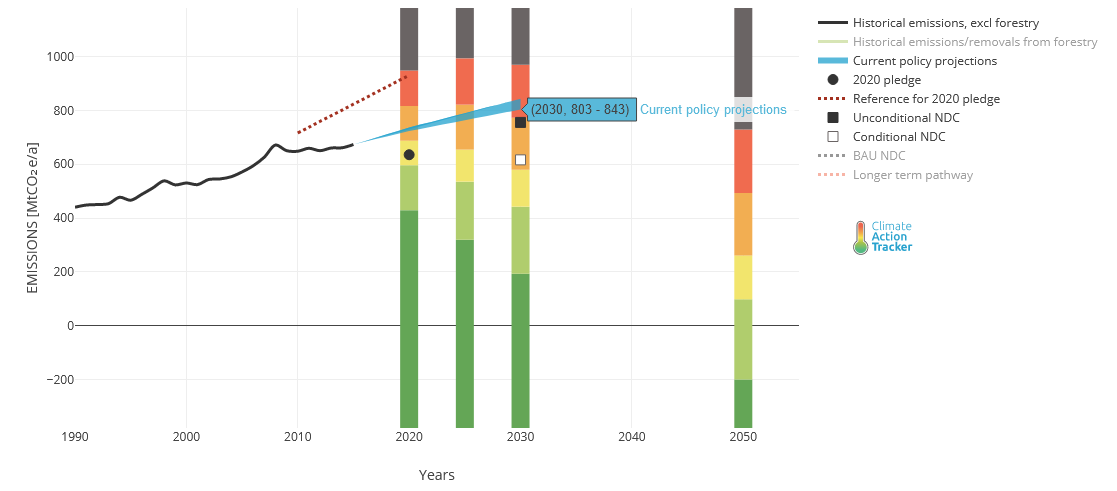 1000
800
600
400
200
0
−200
EMISSIONS [MtCO₂e/a]
1990
2000
2010
2020
2030
2040
2050
Years
(2030, 803 - 843)
Current policy projections
Historical emissions, excl forestry
Historical emissions/removals from forestry
Current policy projections
2020 pledge
Reference for 2020 pledge
Unconditional NDC
Conditional NDC
BAU NDC
Longer term pathway
Climate
Action
Tracker